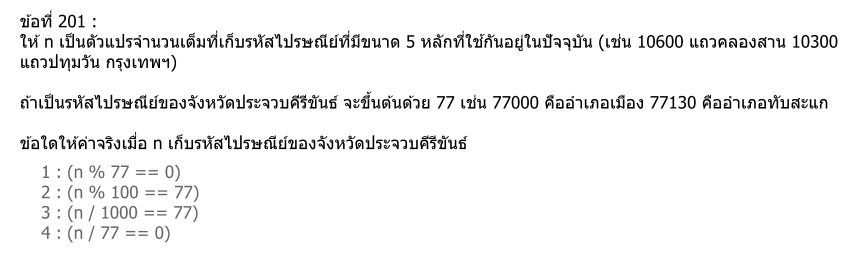 ข้อที่ 201 :
ให้ n เป็นตัวแปรจำนวนเต็มที่เก็บรหัสไปรษณีย์ที่มีขนาด 5 หลักที่ใช้กันอยู่ในปัจจุบัน (เช่น 10600 แถวคลองสาน 10300
แถวปทุมวัน กรุงเทพฯ)
ถ้าเป็นรหัสไปรษณีย์ของจังหวัดประจวบคีรีขันธ์ จะขึ้นต้นด้วย 77 เช่น 77000 คืออำเภอเมือง 77130 คืออำเภอทับสะแก
ข้อใดให้ค่าจริงเมื่อ n เก็บรหัสไปรษณีย์ของจังหวัดประจวบคีรีขันธ์
1 : (n % 77 == 0)
2 : (n % 100 == 77)
3 : (n / 1000 == 77)
4 : (n / 77 == 0)